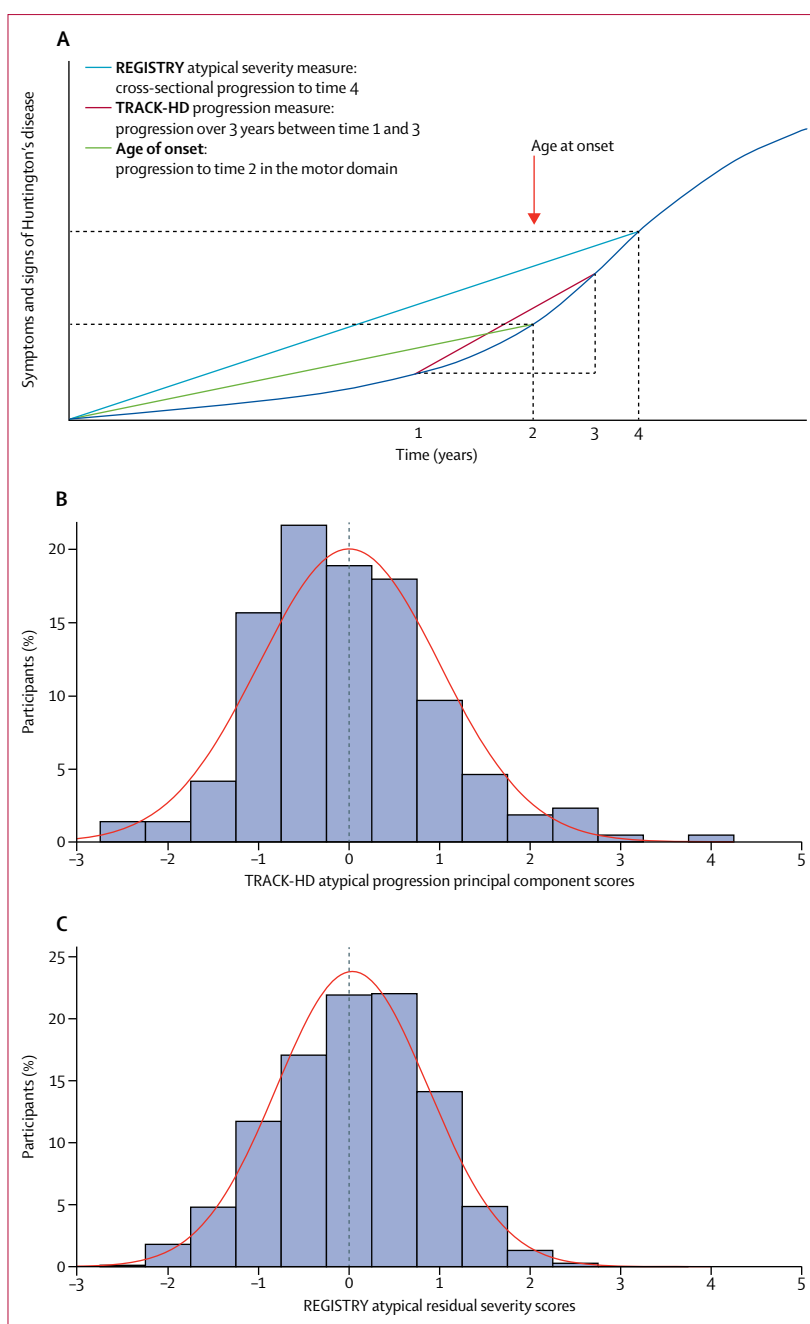 A
REGISTRY atypical severity measure:
cross-sectional progression to time 4
TRACK-HD progression measure:
progression over 3 years between time 1 and 3
Age of onset:
progression to time 2 in the motor domain
Age at onset
Symptoms and signs of Huntington's disease
1 2 3 4
Time (years)
B
20
15
10
5
0
Participants (%)
–3 –2 –1 0 1 2 3 4 5
TRACK-HD atypical progression principal component scores
C
25
20
15
10
5
0
Participants (%)
–3 –2 –1 0 1 2 3 4 5
REGISTRY atypical residual severity scores